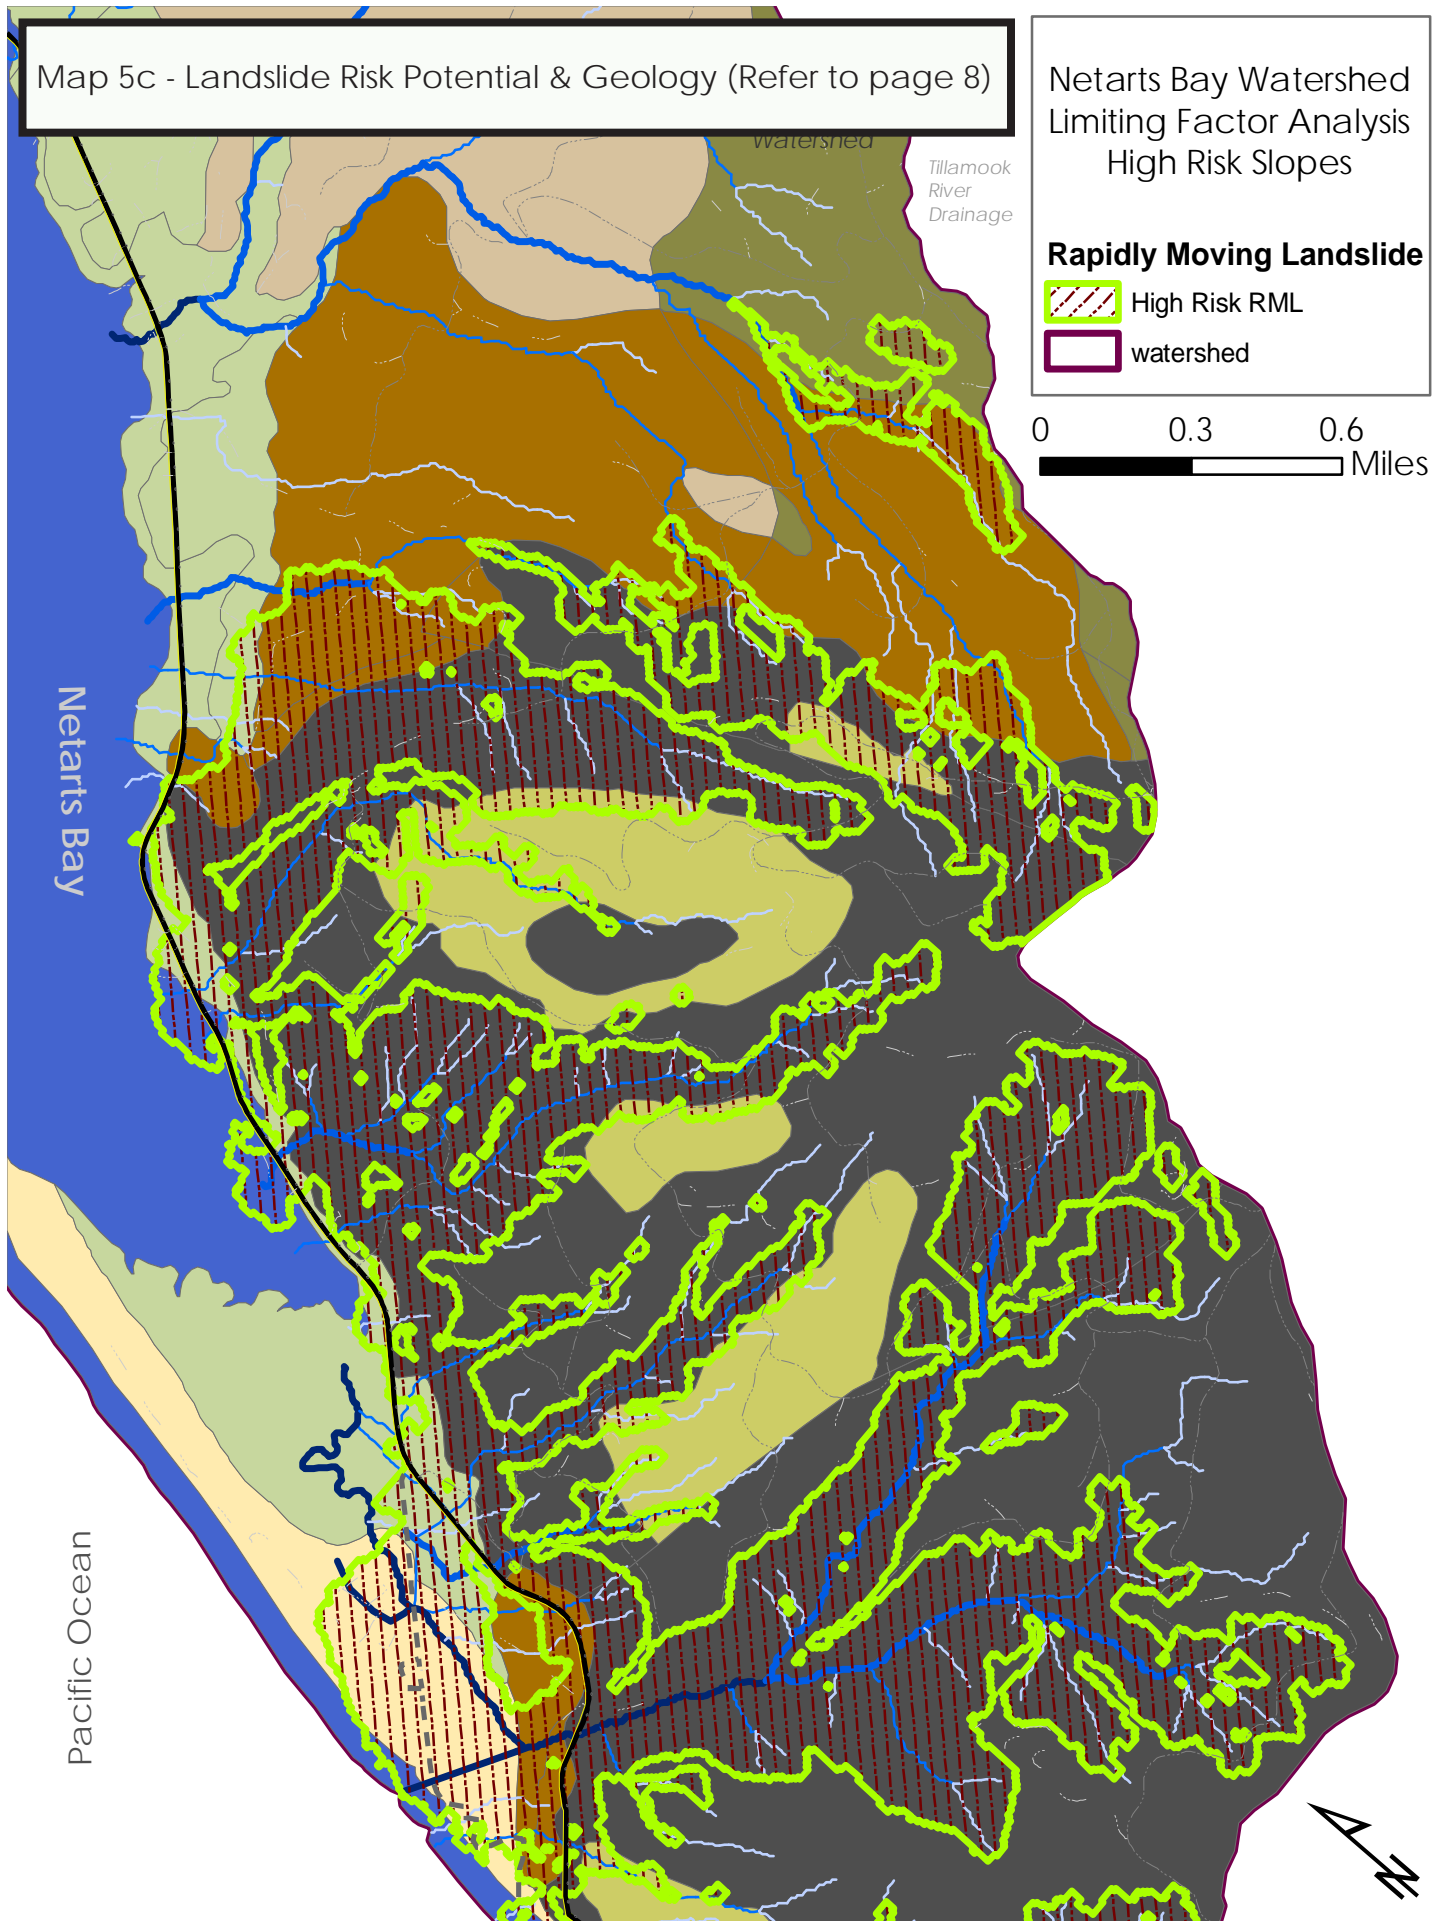 Map 5c - Landslide Risk Potential & Geology (Refer to page 8)
Netarts Bay Watershed
Limiting Factor Analysis
High Risk Slopes
Rapidly Moving Landslide
High Risk RML
watershed
0 0.3 0.6
Miles
Watershed
Tillamook
River
Drainage
Netarts Bay
Pacific Ocean
N